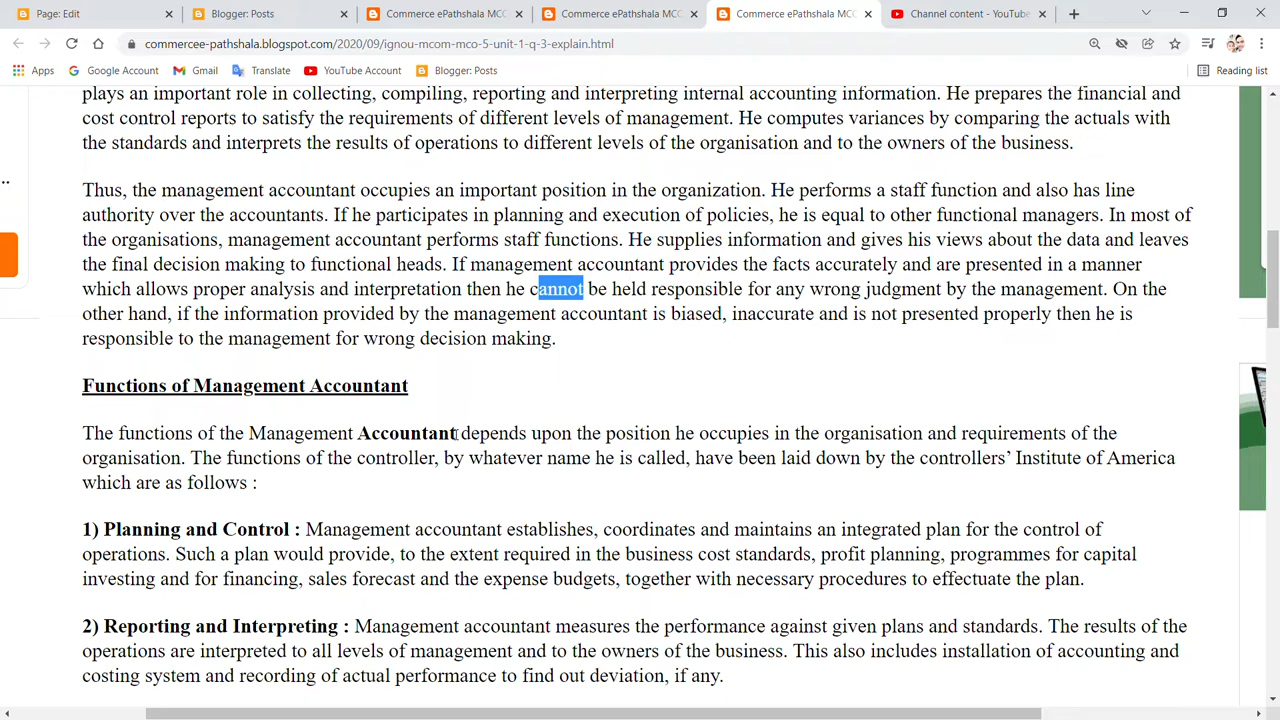 Page: Edit
Blogger: Posts
Commerce ePathshala MCC
Commerce ePathshala MCC
Commerce ePathshala MCC
Channel content - YouTube
commercee-pathshala.blogspot.com/2020/09/ignou-mcom-mco-5-unit-1-q-3-explain.html
Apps
Google Account
Gmail
Translate
YouTube Account
Blogger: Posts
Reading list
plays an important role in collecting, compiling, reporting and interpreting internal accounting information. He prepares the financial and
cost control reports to satisfy the requirements of different levels of management. He computes variances by comparing the actuals with
the standards and interprets the results of operations to different levels of the organisation and to the owners of the business.
Thus, the management accountant occupies an important position in the organization. He performs a staff function and also has line
authority over the accountants. If he participates in planning and execution of policies, he is equal to other functional managers. In most of
the organisations, management accountant performs staff functions. He supplies information and gives his views about the data and leaves
the final decision making to functional heads. If management accountant provides the facts accurately and are presented in a manner
which allows proper analysis and interpretation then he cannot be held responsible for any wrong judgment by the management. On the
other hand, if the information provided by the management accountant is biased, inaccurate and is not presented properly then he is
responsible to the management for wrong decision making.
Functions of Management Accountant
The functions of the Management Accountant depends upon the position he occupies in the organisation and requirements of the
organisation. The functions of the controller, by whatever name he is called, have been laid down by the controllers' Institute of America
which are as follows :
1) Planning and Control : Management accountant establishes, coordinates and maintains an integrated plan for the control of
operations. Such a plan would provide, to the extent required in the business cost standards, profit planning, programmes for capital
investing and for financing, sales forecast and the expense budgets, together with necessary procedures to effectuate the plan.
2) Reporting and Interpreting : Management accountant measures the performance against given plans and standards. The results of the
operations are interpreted to all levels of management and to the owners of the business. This also includes installation of accounting and
costing system and recording of actual performance to find out deviation, if any.